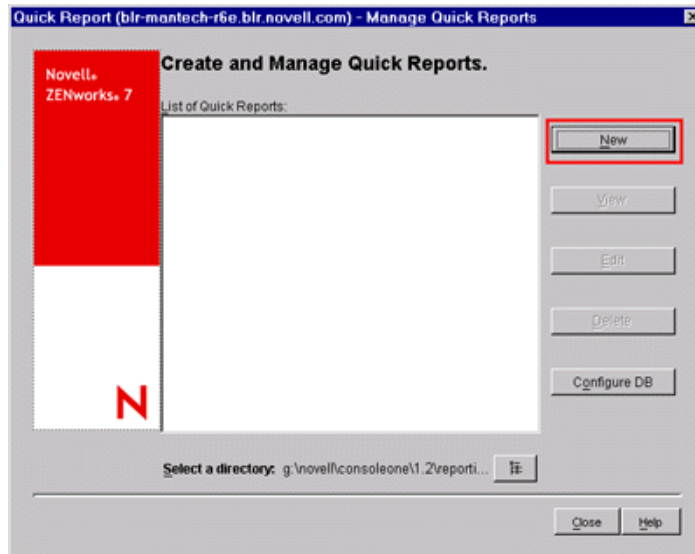 Quick Report (blr-mantech-r6e.blr.novell.com) - Manage Quick Reports
Novell®
ZENworks® 7
Create and Manage Quick Reports.
List of Quick Reports:
New
View
Edit
Delete
Configure DB
N
Select a directory: g:\novell\consoleone\1.2\reporti...
Close
Help